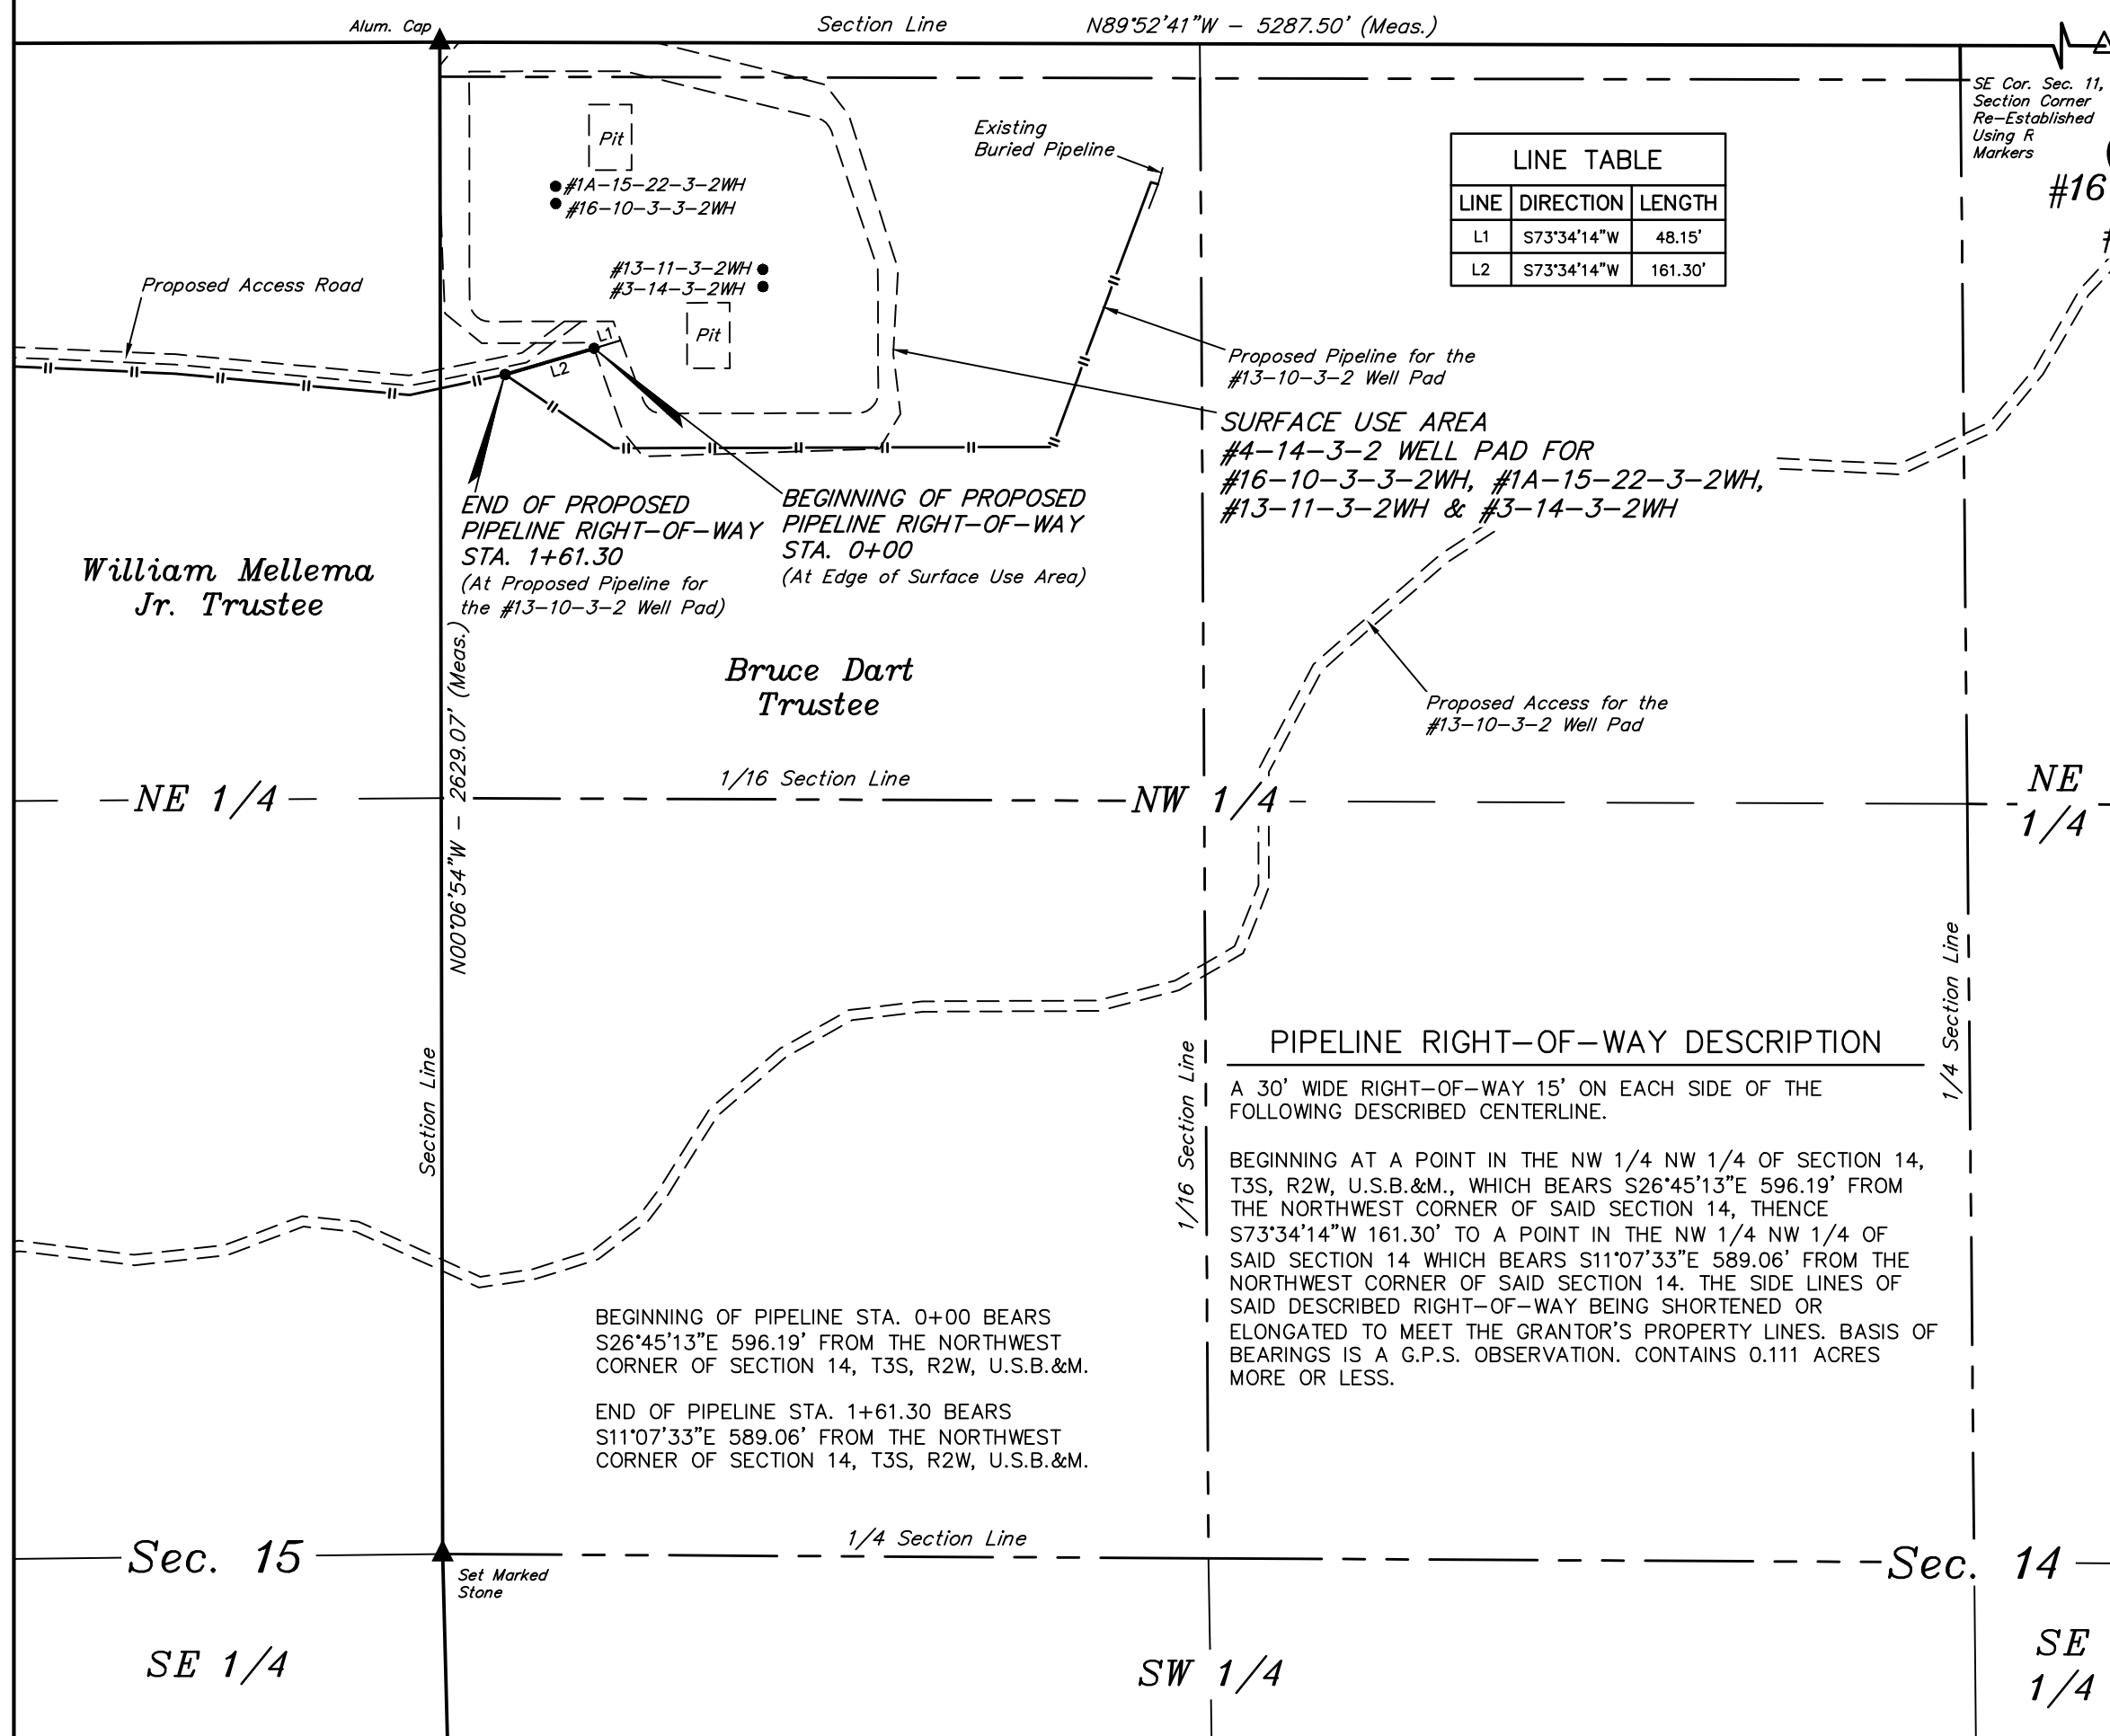 Alum. Cap
Section Line
N89°52'41"W - 5287.50' (Meas.)
SE Cor. Sec. 11,
Section Corner
Re-Established
Using R
Markers
#16
Existing
Buried Pipeline
Pit
#1A-15-22-3-2WH
#16-10-3-3-2WH
#13-11-3-2WH
#3-14-3-2WH
Pit
LINE TABLE
LINE DIRECTION LENGTH
L1 S73°34'14"W 48.15'
L2 S73°34'14"W 161.30'
Proposed Access Road
L1
L2
Proposed Pipeline for the
#13-10-3-2 Well Pad
SURFACE USE AREA
#4-14-3-2 WELL PAD FOR
#16-10-3-3-2WH, #1A-15-22-3-2WH,
#13-11-3-2WH & #3-14-3-2WH
END OF PROPOSED
PIPELINE RIGHT-OF-WAY
STA. 1+61.30
(At Proposed Pipeline for
the #13-10-3-2 Well Pad)
BEGINNING OF PROPOSED
PIPELINE RIGHT-OF-WAY
STA. 0+00
(At Edge of Surface Use Area)
William Mellema
Jr. Trustee
Bruce Dart
Trustee
Proposed Access for the
#13-10-3-2 Well Pad
N00°06'54"W - 2629.07' (Meas.)
1/16 Section Line
NE 1/4
NW 1/4
NE
1/4
Section Line
1/16 Section Line
1/4 Section Line
PIPELINE RIGHT-OF-WAY DESCRIPTION
A 30' WIDE RIGHT-OF-WAY 15' ON EACH SIDE OF THE
FOLLOWING DESCRIBED CENTERLINE.
BEGINNING AT A POINT IN THE NW 1/4 NW 1/4 OF SECTION 14,
T3S, R2W, U.S.B.&M., WHICH BEARS S26°45'13"E 596.19' FROM
THE NORTHWEST CORNER OF SAID SECTION 14, THENCE
S73°34'14"W 161.30' TO A POINT IN THE NW 1/4 NW 1/4 OF
SAID SECTION 14 WHICH BEARS S11°07'33"E 589.06' FROM THE
NORTHWEST CORNER OF SAID SECTION 14. THE SIDE LINES OF
SAID DESCRIBED RIGHT-OF-WAY BEING SHORTENED OR
ELONGATED TO MEET THE GRANTOR'S PROPERTY LINES. BASIS OF
BEARINGS IS A G.P.S. OBSERVATION. CONTAINS 0.111 ACRES
MORE OR LESS.
BEGINNING OF PIPELINE STA. 0+00 BEARS
S26°45'13"E 596.19' FROM THE NORTHWEST
CORNER OF SECTION 14, T3S, R2W, U.S.B.&M.
END OF PIPELINE STA. 1+61.30 BEARS
S11°07'33"E 589.06' FROM THE NORTHWEST
CORNER OF SECTION 14, T3S, R2W, U.S.B.&M.
1/4 Section Line
Sec. 15
Sec. 14
Set Marked
Stone
SE 1/4
SW 1/4
SE
1/4